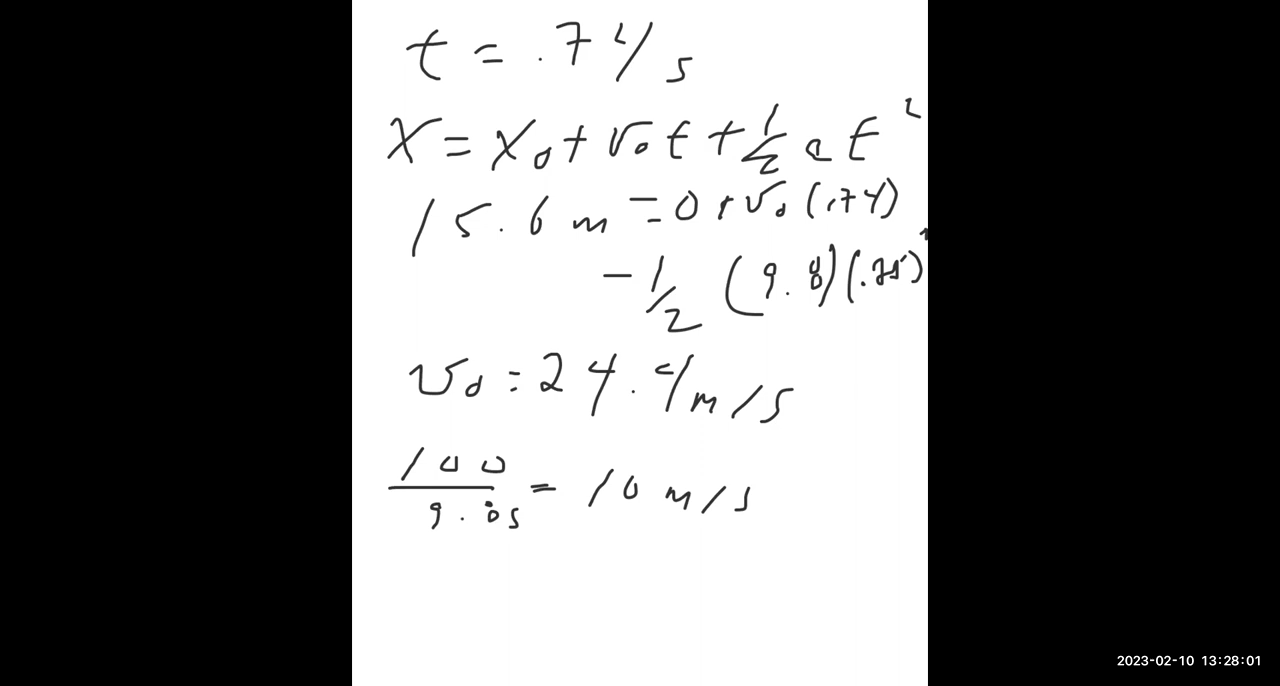 t = .74 s
x = x₀ + v₀t + 1/2 at²
15.6 m = 0 + v₀ (.74)
- 1/2 (9.8)(.74)²
v₀ = 24.4 m/s
100/9.8s = 10 m/s
2023-02-10 13:28:01